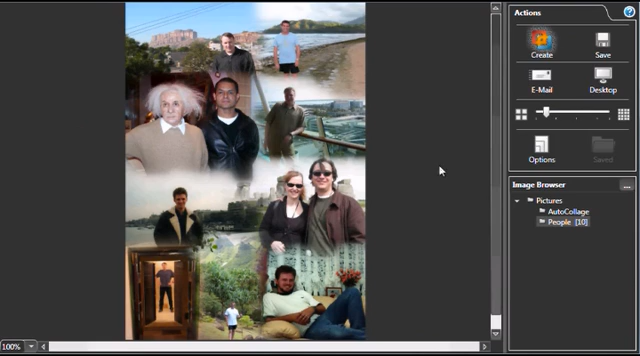 Actions
Create
Save
E-Mail
Desktop
Options
Saved
Image Browser
...
Pictures
AutoCollage
People [10]
100%